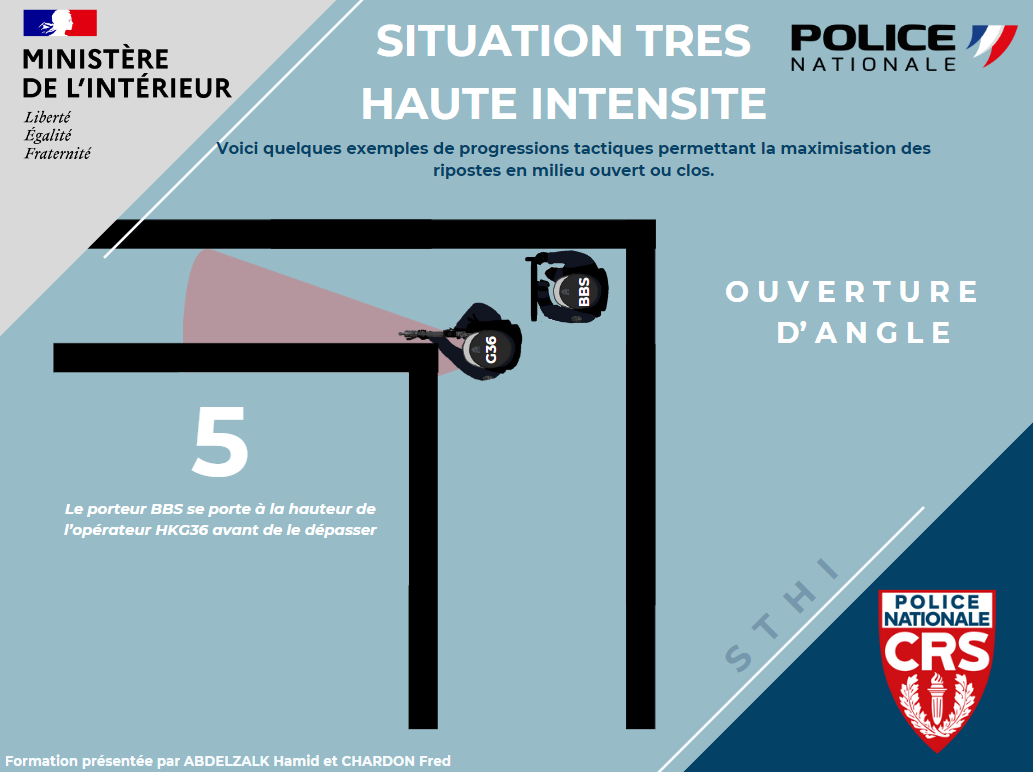 MINISTÈRE
DE L'INTÉRIEUR
Liberté
Égalité
Fraternité
SITUATION TRES
HAUTE INTENSITE
POLICE
NATIONALE
Voici quelques exemples de progressions tactiques permettant la maximisation des
ripostes en milieu ouvert ou clos.
BBS
G36
OUVERTURE
D'ANGLE
5
Le porteur BBS se porte à la hauteur de
l'opérateur HKG36 avant de le dépasser
STHI
POLICE
NATIONALE
CRS
Formation présentée par ABDELZALK Hamid et CHARDON Fred